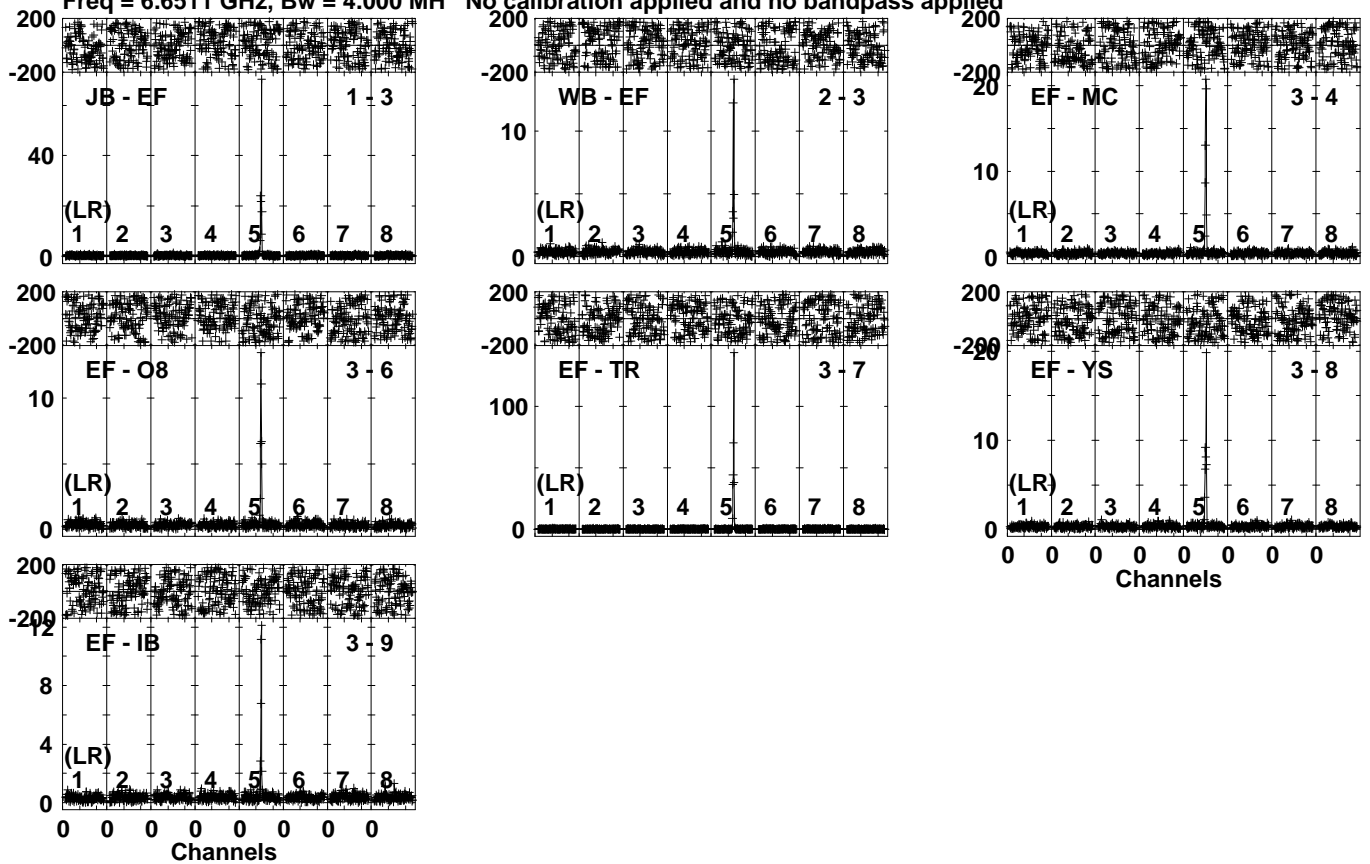 Freq = 6.6511 GHz, Bw = 4.000 MH No calibration applied and no bandpass applied
200
-200
JB - EF 1 - 3
40
(LR)
1 2 3 4 5 6 7 8
0
200
-200
WB - EF 2 - 3
10
(LR)
1 2 3 4 5 6 7 8
0
200
-200
20
EF - MC 3 - 4
10
(LR)
1 2 3 4 5 6 7 8
0
200
-200
EF - O8 3 - 6
10
(LR)
1 2 3 4 5 6 7 8
0
200
-200
EF - TR 3 - 7
100
(LR)
1 2 3 4 5 6 7 8
0
200
-200
20
EF - YS 3 - 8
10
(LR)
1 2 3 4 5 6 7 8
0
0 0 0 0 0 0 0 0
Channels
200
-200
12
EF - IB 3 - 9
8
4
(LR)
1 2 3 4 5 6 7 8
0
0 0 0 0 0 0 0 0
Channels